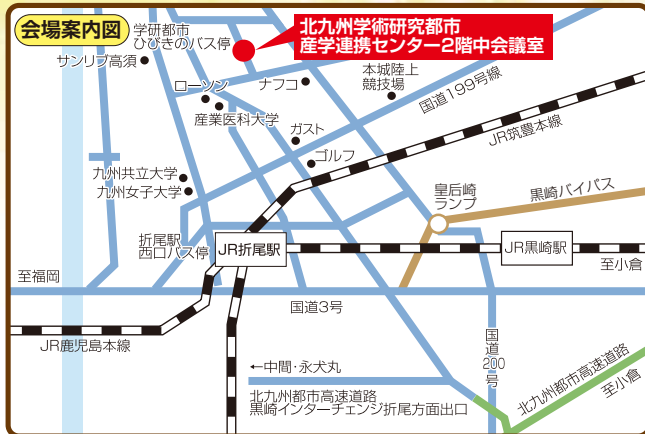 会場案内図
学研都市
ひびきのバス停
北九州学術研究都市
産学連携センター2階中会議室
サンリブ高須
ローソン
ナフコ
本城陸上
競技場
国道199号線
産業医科大学
ガスト
ゴルフ
JR筑豊本線
九州共立大学
九州女子大学
皇后崎
ランプ
黒崎バイパス
折尾駅
西口バス停
JR折尾駅
JR黒崎駅
至福岡
至小倉
国道3号
JR鹿児島本線
国道200号
←中間・永犬丸
北九州都市高速道路
黒崎インターチェンジ折尾方面出口
北九州都市高速道路
至小倉